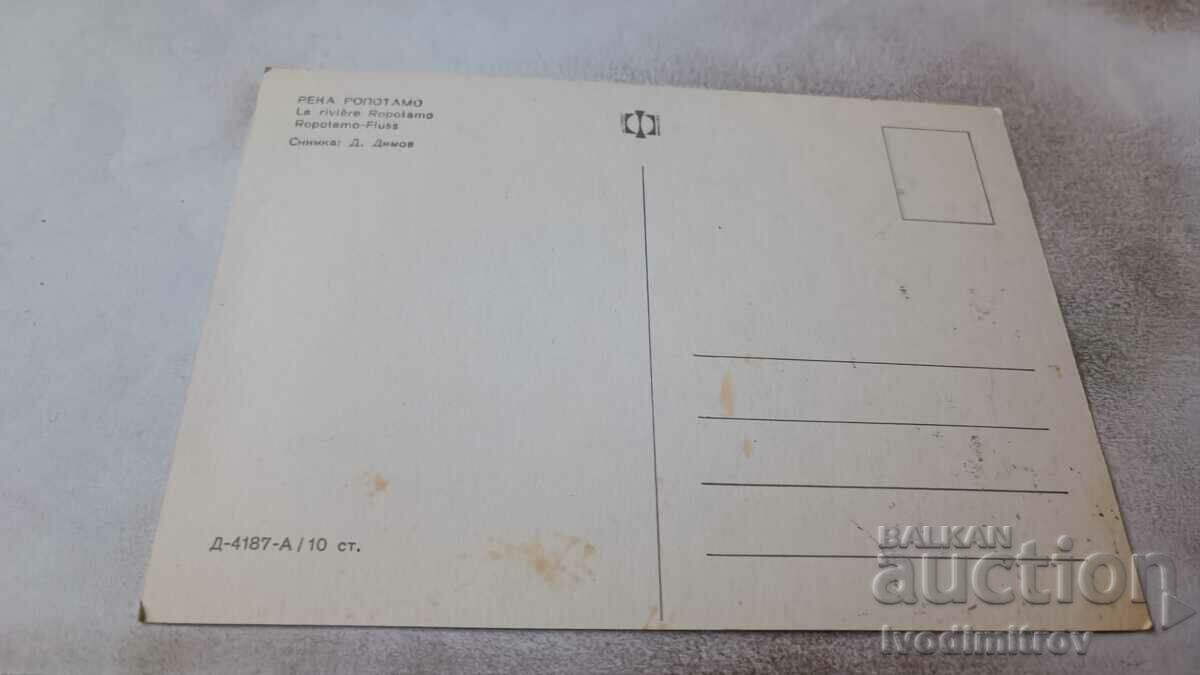 РЕКА РОПОТАМО
La rivière Ropotamo
Ropotamo-Fluss
Снимка: Д. Димов
Д-4187-А / 10 ст.
BALKAN
auction
Ivodimitrov